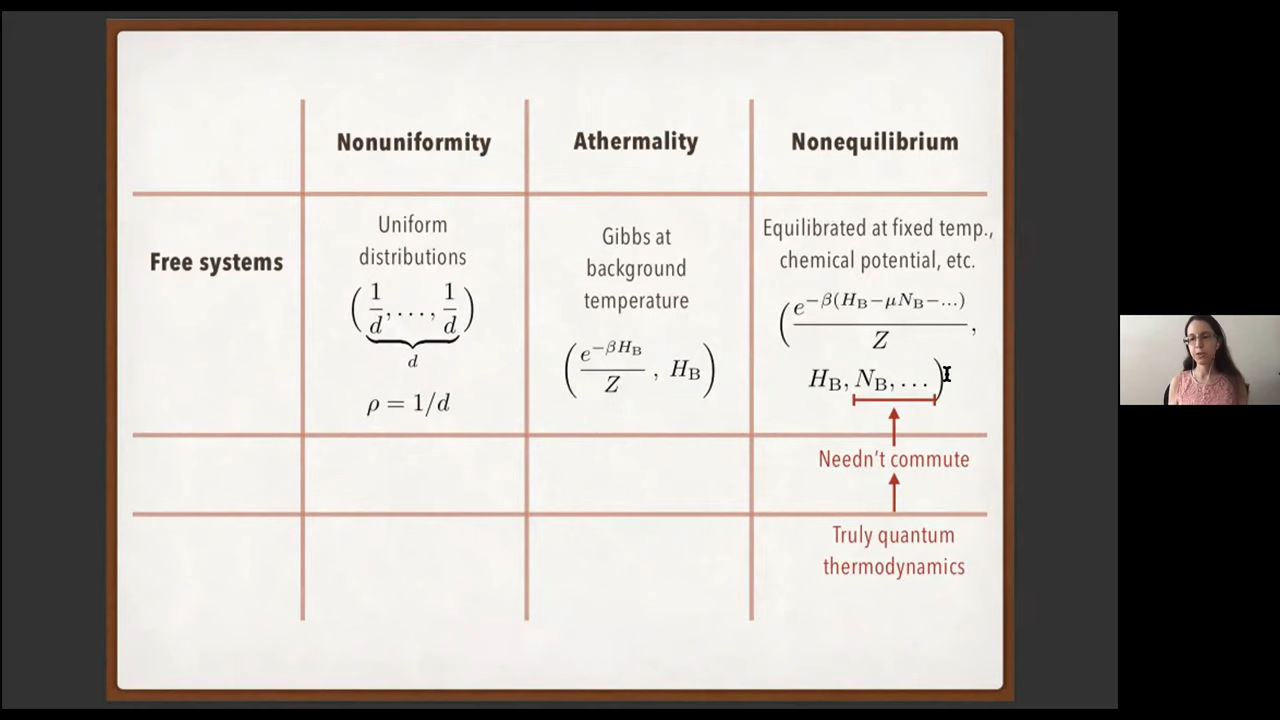 Nonuniformity
Athermality
Nonequilibrium
Free systems
Uniform
distributions
(1/d, ..., 1/d)
d
ρ = 1/d
Gibbs at
background
temperature
(e^{−βH_B}/Z , H_B)
Equilibrated at fixed temp.,
chemical potential, etc.
(e^{−β(H_B−μN_B−...)}/Z,
H_B, N_B, ...)
Needn't commute
Truly quantum
thermodynamics